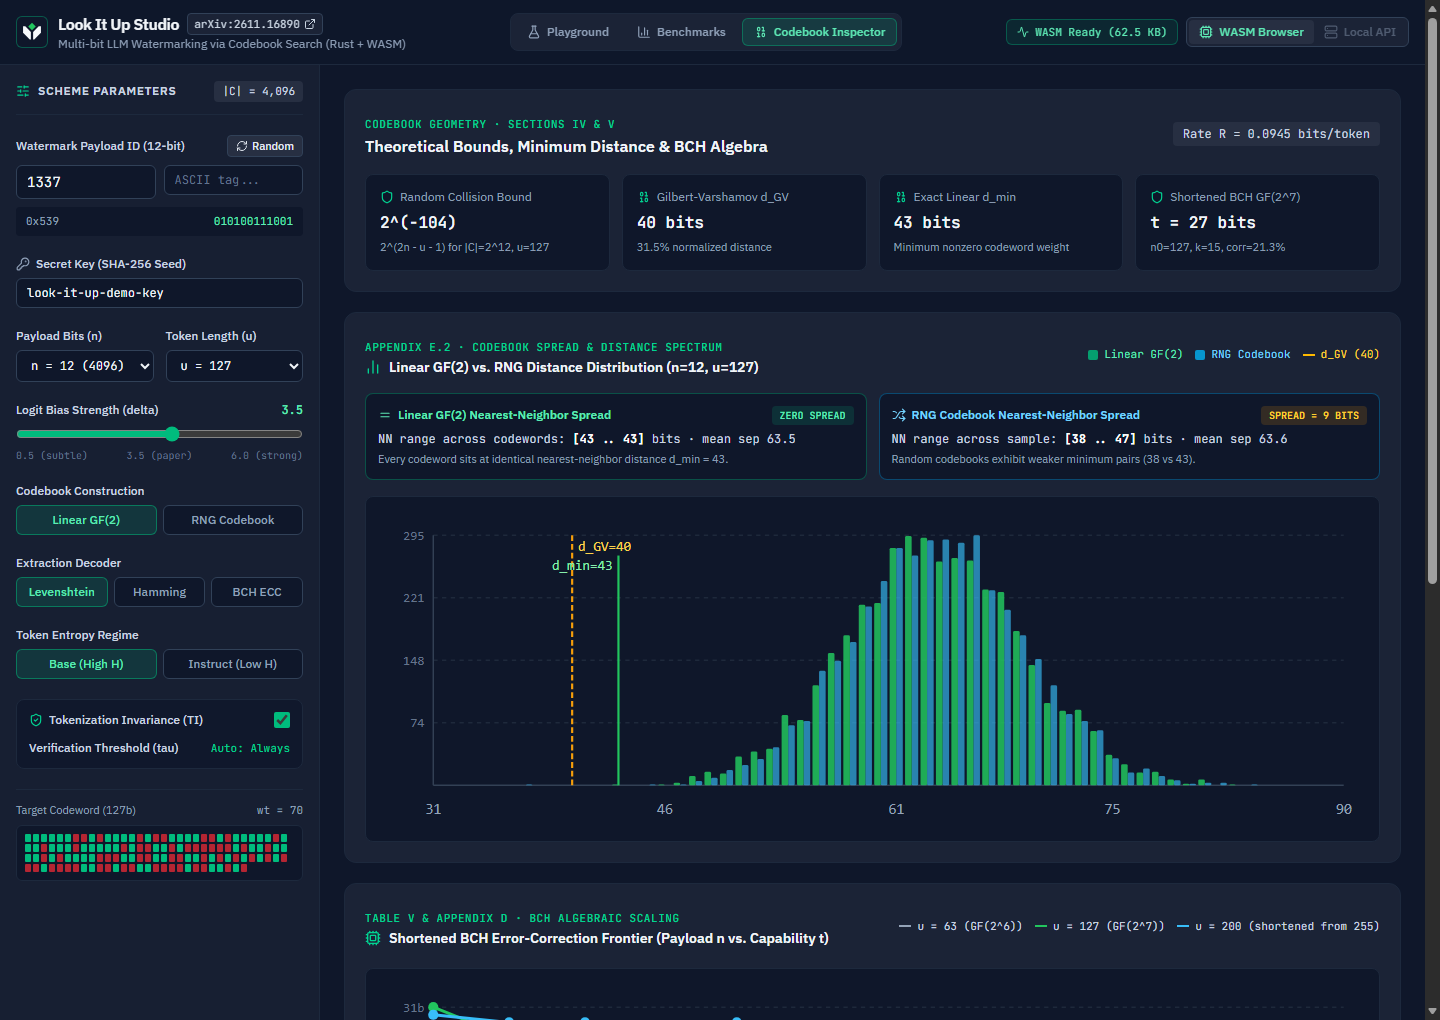 Look It Up Studio
arXiv:2611.16890
Multi-bit LLM Watermarking via Codebook Search (Rust + WASM)
Playground
Benchmarks
Codebook Inspector
WASM Ready (62.5 KB)
WASM Browser
Local API
SCHEME PARAMETERS
|C| = 4,096
Watermark Payload ID (12-bit)
Random
1337
ASCII tag...
0x539
010100111001
Secret Key (SHA-256 Seed)
look-it-up-demo-key
Payload Bits (n)
Token Length (u)
n = 12 (4096)
u = 127
Logit Bias Strength (delta)
3.5
0.5 (subtle)
3.5 (paper)
6.0 (strong)
Codebook Construction
Linear GF(2)
RNG Codebook
Extraction Decoder
Levenshtein
Hamming
BCH ECC
Token Entropy Regime
Base (High H)
Instruct (Low H)
Tokenization Invariance (TI)
Verification Threshold (tau)
Auto: Always
Target Codeword (127b)
wt = 70
CODEBOOK GEOMETRY · SECTIONS IV & V
Theoretical Bounds, Minimum Distance & BCH Algebra
Rate R = 0.0945 bits/token
Random Collision Bound
2^(-104)
2^(2n - u - 1) for |C|=2^12, u=127
Gilbert-Varshamov d_GV
40 bits
31.5% normalized distance
Exact Linear d_min
43 bits
Minimum nonzero codeword weight
Shortened BCH GF(2^7)
t = 27 bits
n0=127, k=15, corr=21.3%
APPENDIX E.2 · CODEBOOK SPREAD & DISTANCE SPECTRUM
Linear GF(2) vs. RNG Distance Distribution (n=12, u=127)
Linear GF(2)
RNG Codebook
d_GV (40)
Linear GF(2) Nearest-Neighbor Spread
ZERO SPREAD
NN range across codewords: [43 .. 43] bits · mean sep 63.5
Every codeword sits at identical nearest-neighbor distance d_min = 43.
RNG Codebook Nearest-Neighbor Spread
SPREAD = 9 BITS
NN range across sample: [38 .. 47] bits · mean sep 63.6
Random codebooks exhibit weaker minimum pairs (38 vs 43).
295
221
148
74
d_GV=40
d_min=43
31
46
61
75
90
TABLE V & APPENDIX D · BCH ALGEBRAIC SCALING
Shortened BCH Error-Correction Frontier (Payload n vs. Capability t)
u = 63 (GF(2^6))
u = 127 (GF(2^7))
u = 200 (shortened from 255)
31b